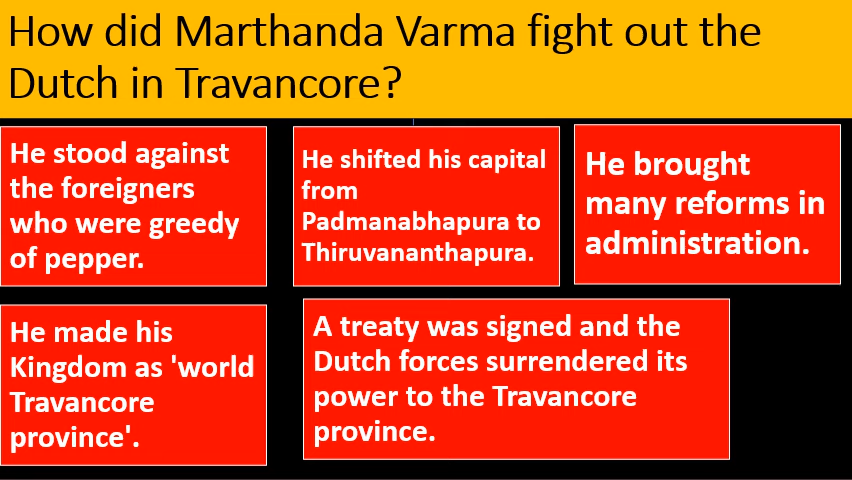 How did Marthanda Varma fight out the
Dutch in Travancore?
He stood against
the foreigners
who were greedy
of pepper.
He shifted his capital
from
Padmanabhapura to
Thiruvananthapura.
He brought
many reforms in
administration.
He made his
Kingdom as 'world
Travancore
province'.
A treaty was signed and the
Dutch forces surrendered its
power to the Travancore
province.